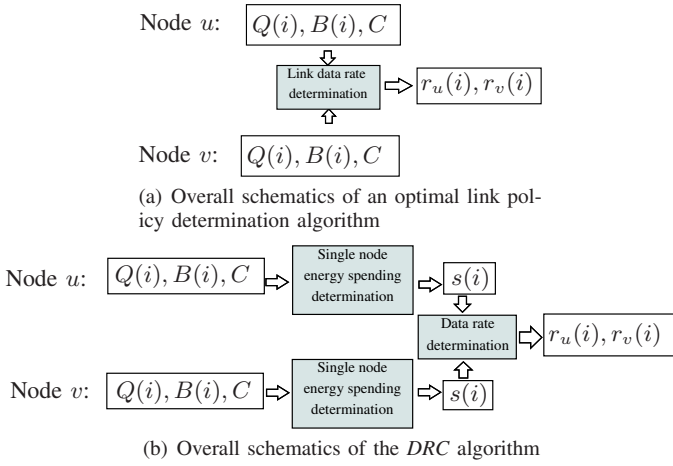 Node u: Q(i), B(i), C
Link data rate
determination
r_u(i), r_v(i)
Node v: Q(i), B(i), C
(a) Overall schematics of an optimal link pol-
icy determination algorithm
Node u: Q(i), B(i), C
Single node
energy spending
determination
s(i)
Data rate
determination
r_u(i), r_v(i)
Node v: Q(i), B(i), C
Single node
energy spending
determination
s(i)
(b) Overall schematics of the DRC algorithm